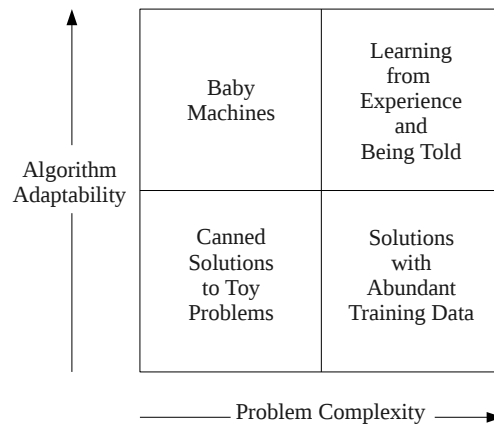 Baby
Machines
Learning
from
Experience
and
Being Told
Algorithm
Adaptability
Canned
Solutions
to Toy
Problems
Solutions
with
Abundant
Training Data
Problem Complexity